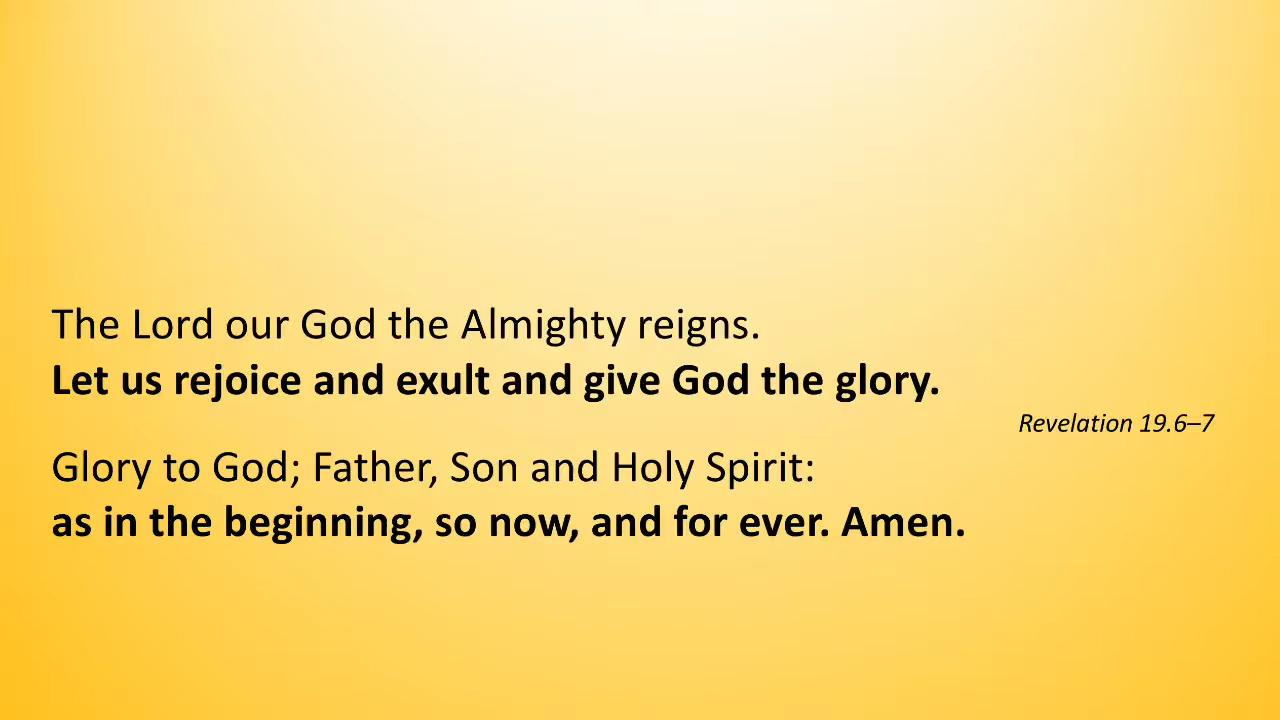 The Lord our God the Almighty reigns.
Let us rejoice and exult and give God the glory.
Revelation 19.6–7
Glory to God; Father, Son and Holy Spirit:
as in the beginning, so now, and for ever. Amen.